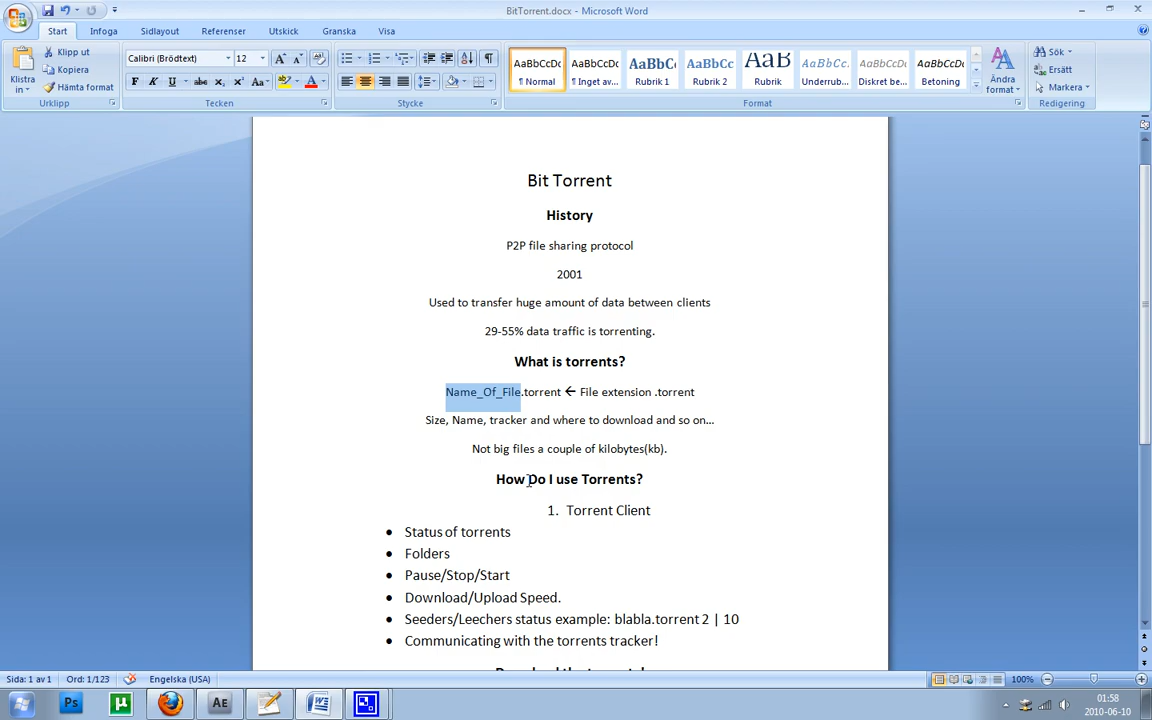 BitTorrent.docx - Microsoft Word
Start Infoga Sidlayout Referenser Utskick Granska Visa
Klistra in
Klipp ut
Kopiera
Hämta format
Urklipp
Calibri (Brödtext) 12
F K U abc X₂ X² Aa
Tecken
Stycke
AaBbCcDc AaBbCcDc AaBbC AaBbCc AaB AaBbCc. AaBbCcDc AaBbCcDc
¶ Normal ¶ Inget av... Rubrik 1 Rubrik 2 Rubrik Underrub... Diskret be... Betoning
Format
Ändra format
Sök
Ersätt
Markera
Redigering
Bit Torrent
History
P2P file sharing protocol
2001
Used to transfer huge amount of data between clients
29-55% data traffic is torrenting.
What is torrents?
Name_Of_File.torrent ← File extension .torrent
Size, Name, tracker and where to download and so on...
Not big files a couple of kilobytes(kb).
How Do I use Torrents?
1. Torrent Client
• Status of torrents
• Folders
• Pause/Stop/Start
• Download/Upload Speed.
• Seeders/Leechers status example: blabla.torrent 2 | 10
• Communicating with the torrents tracker!
Sida: 1 av 1 Ord: 1/123 Engelska (USA) 100%
Ps µ AE W 01:58
2010-06-10